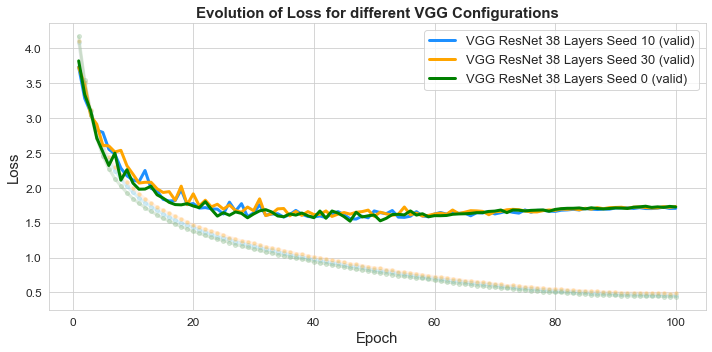 Evolution of Loss for different VGG Configurations
VGG ResNet 38 Layers Seed 10 (valid)
VGG ResNet 38 Layers Seed 30 (valid)
VGG ResNet 38 Layers Seed 0 (valid)
4.0
3.5
3.0
2.5
2.0
1.5
1.0
0.5
Loss
0 20 40 60 80 100
Epoch